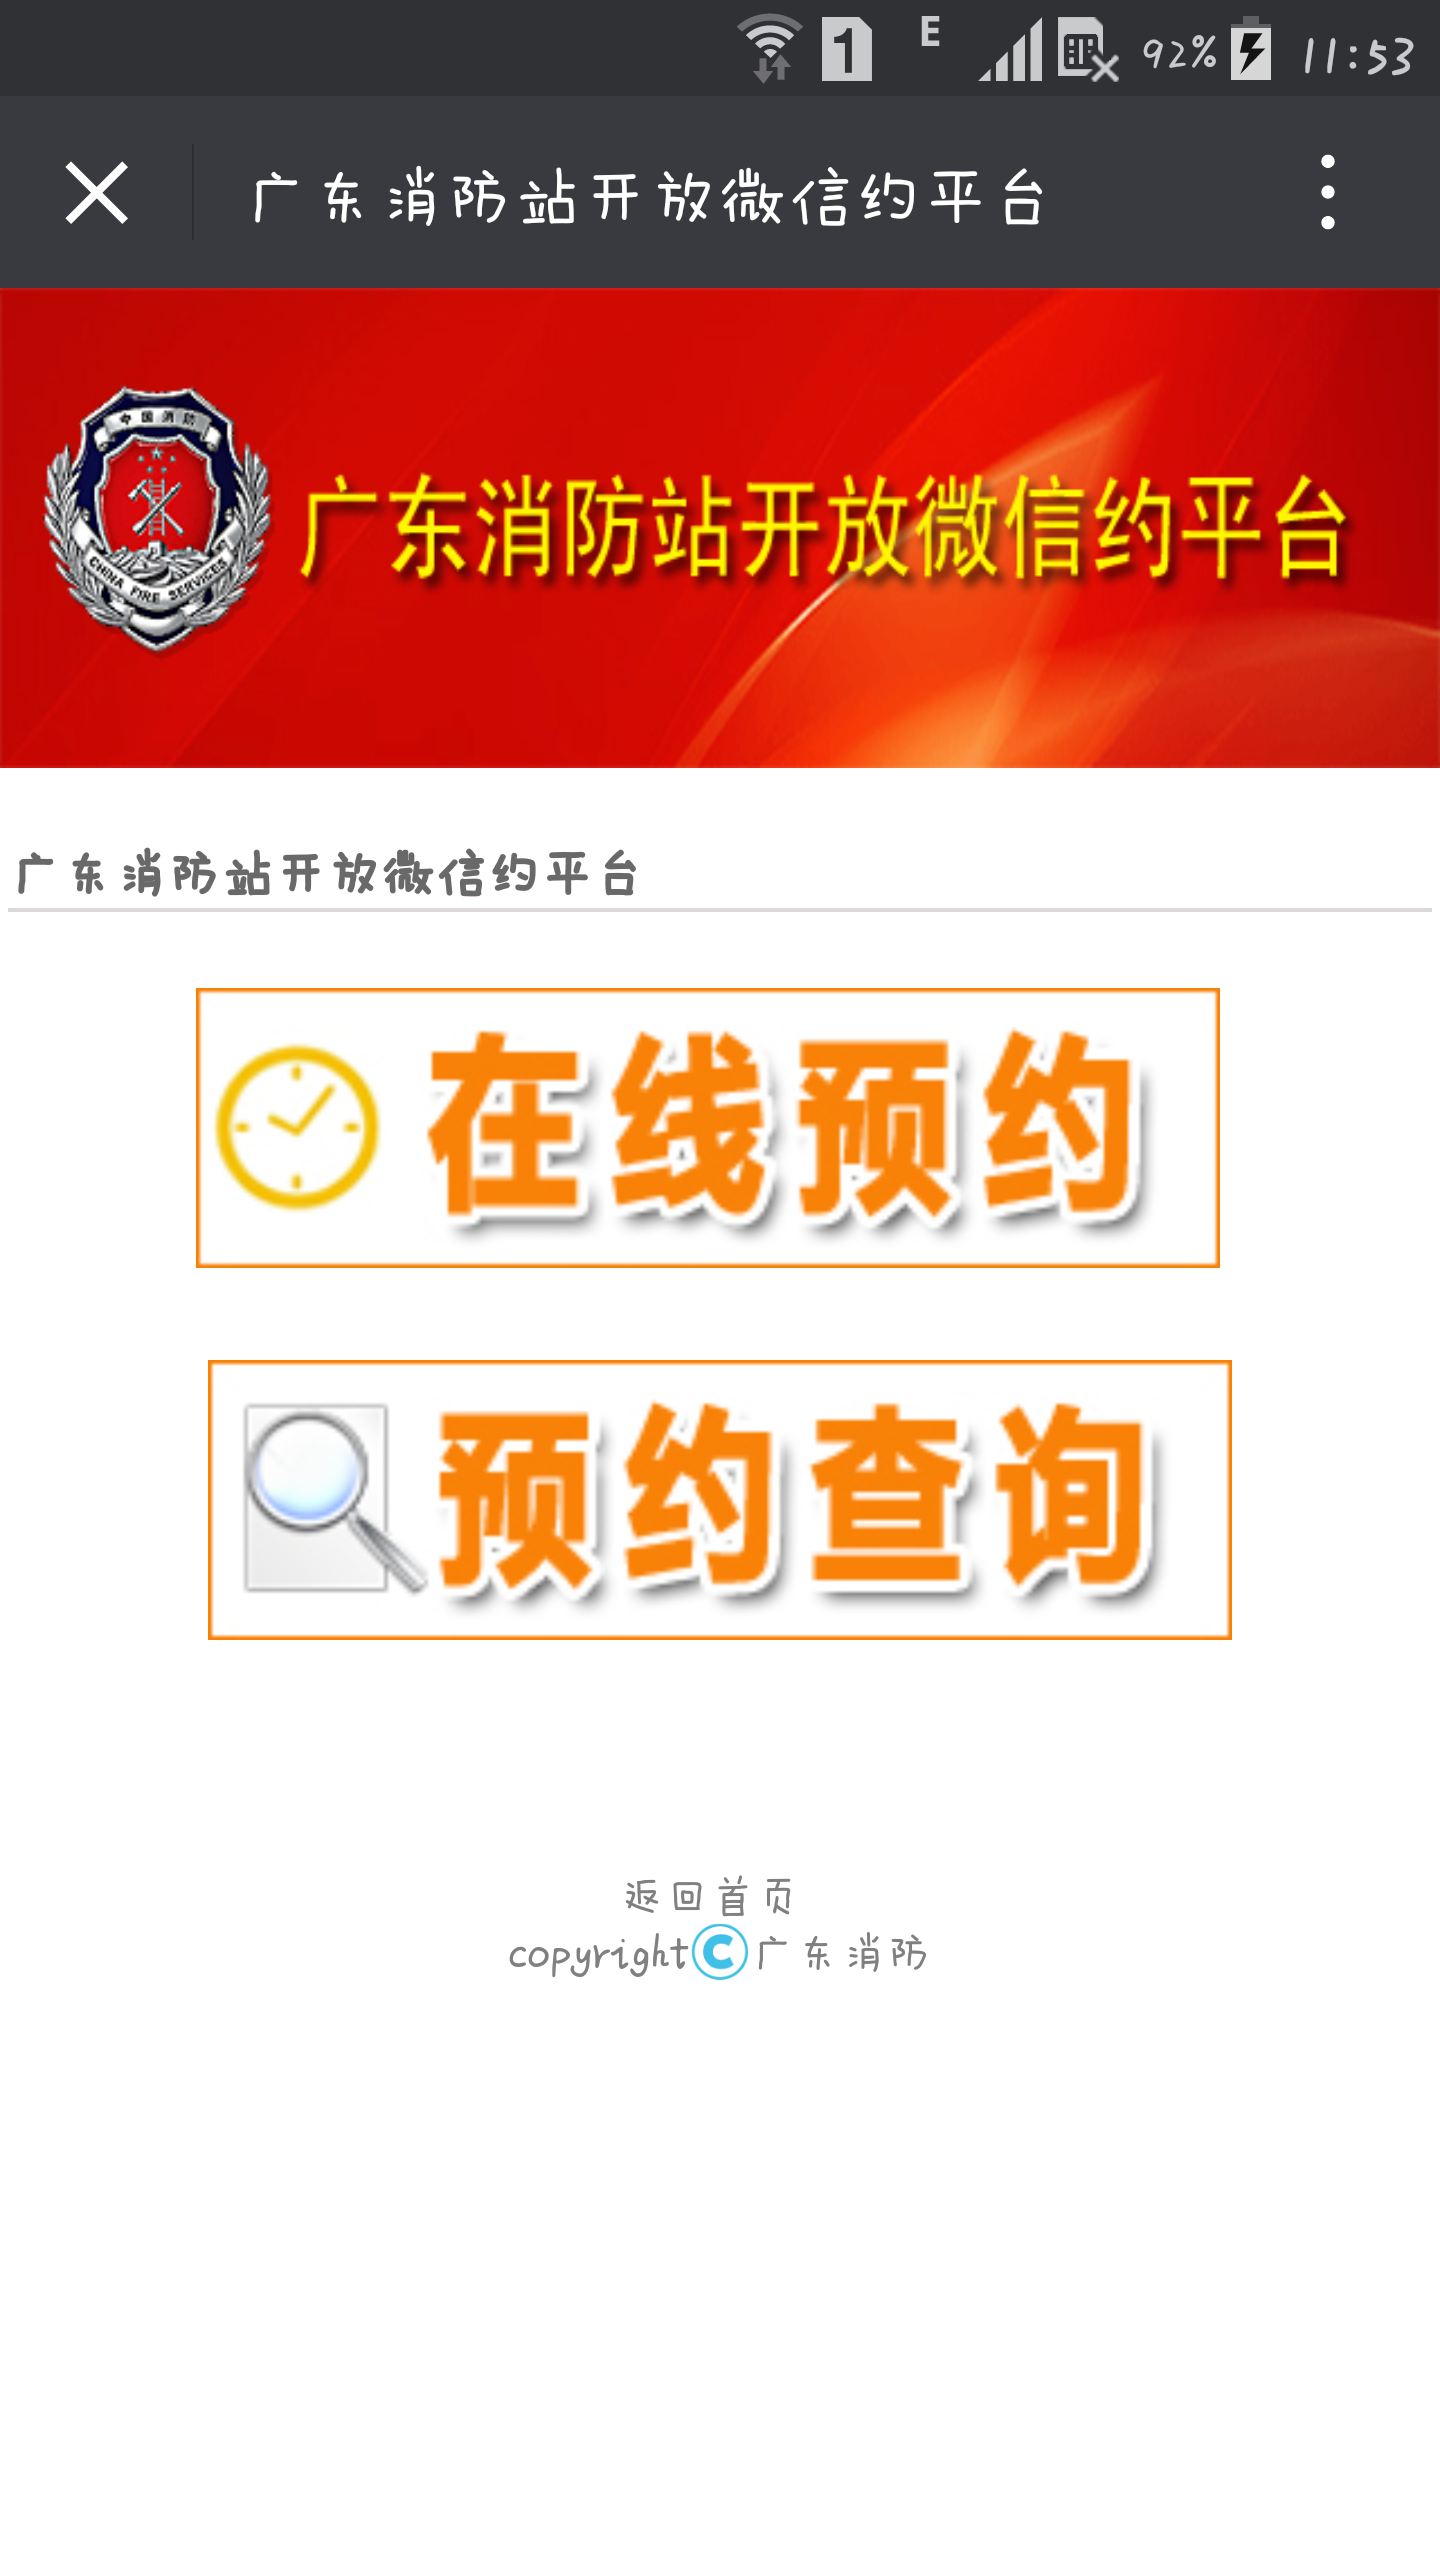 1 E 92% 11:53
广东消防站开放微信约平台
中国消防
广东消防站开放微信约平台
CHINA FIRE SERVICES
广东消防站开放微信约平台
在线预约
预约查询
返回首页
copyright©广东消防